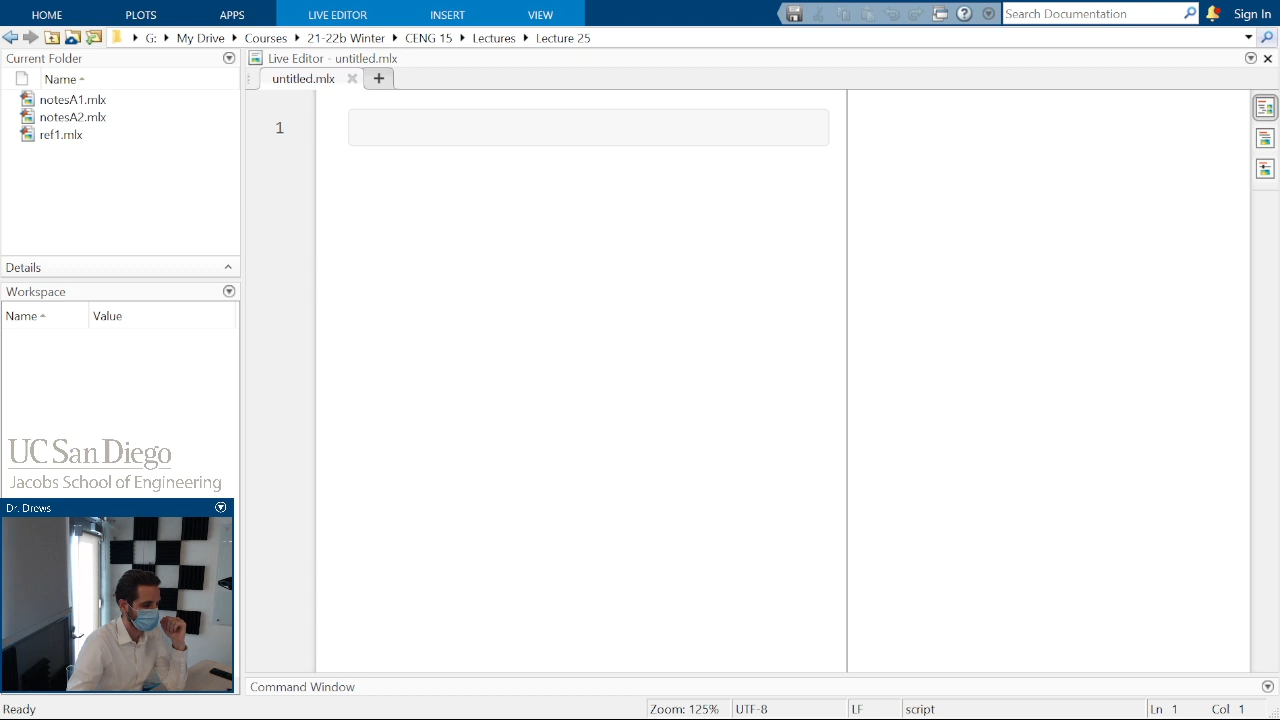 HOME PLOTS APPS LIVE EDITOR INSERT VIEW Search Documentation Sign In
G: My Drive Courses 21-22b Winter CENG 15 Lectures Lecture 25
Current Folder
Name
notesA1.mlx
notesA2.mlx
ref1.mlx
Details
Workspace
Name Value
UC San Diego
Jacobs School of Engineering
Dr. Drews
Live Editor - untitled.mlx
untitled.mlx
1
Command Window
Ready Zoom: 125% UTF-8 LF script Ln 1 Col 1